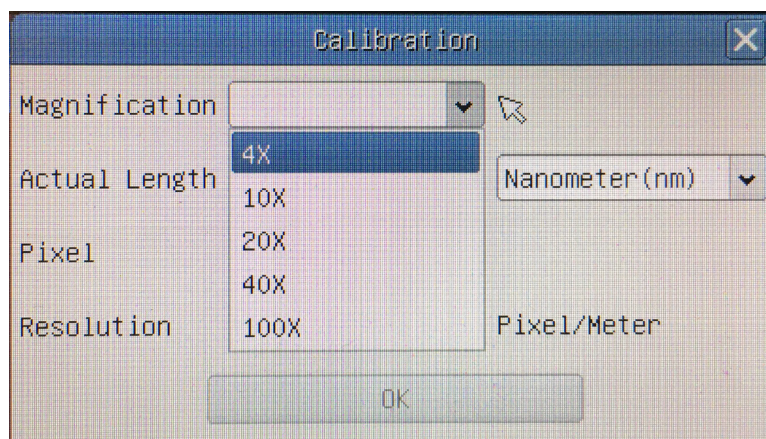 Calibration
Magnification
4X
Actual Length
Nanometer(nm)
10X
20X
Pixel
40X
Resolution
100X
Pixel/Meter
OK